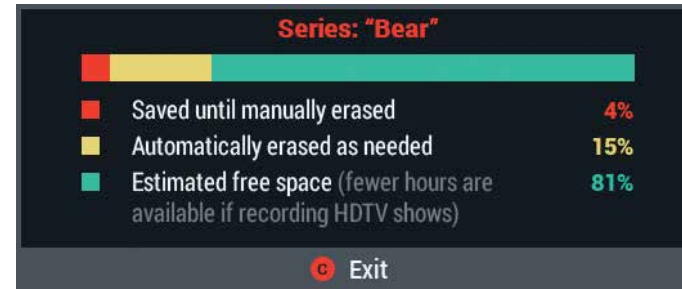 Series: “Bear”
Saved until manually erased 4%
Automatically erased as needed 15%
Estimated free space (fewer hours are 81%
available if recording HDTV shows)
C Exit